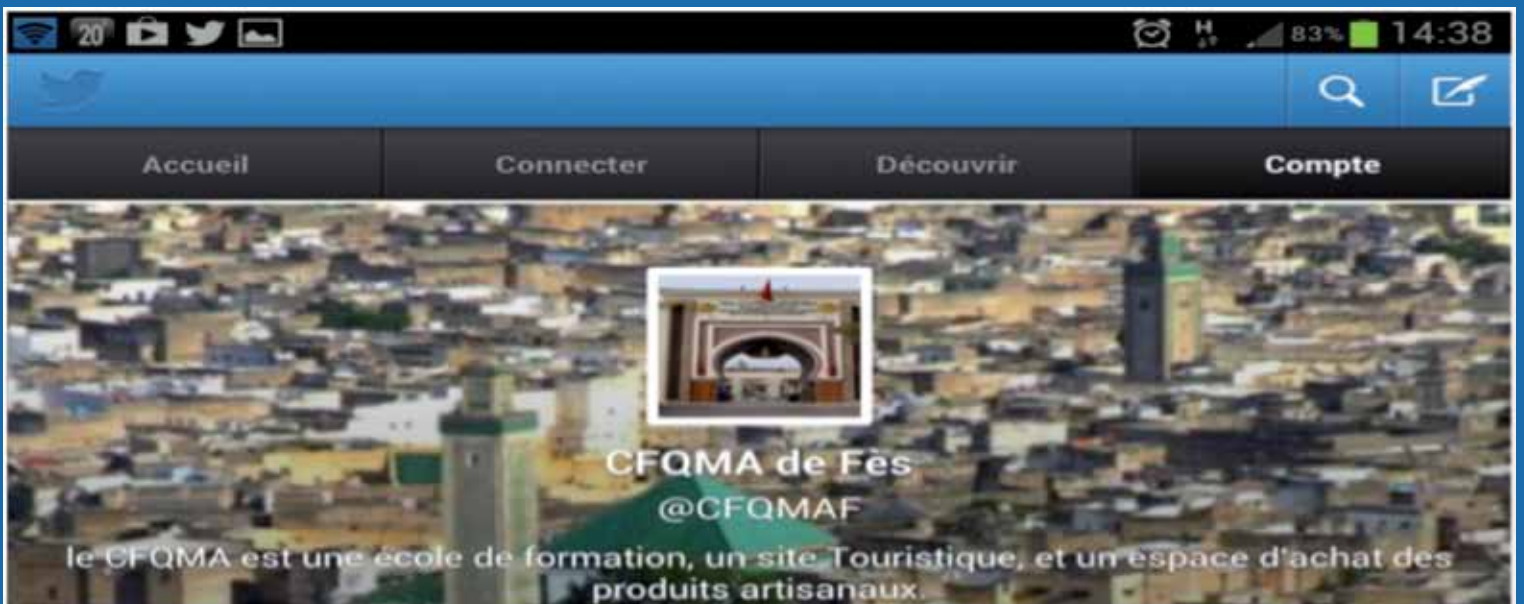 20° H 83% 14:38
Accueil Connecter Découvrir Compte
CFQMA de Fès
@CFQMAF
le CFQMA est une école de formation, un site Touristique, et un espace d'achat des
produits artisanaux.